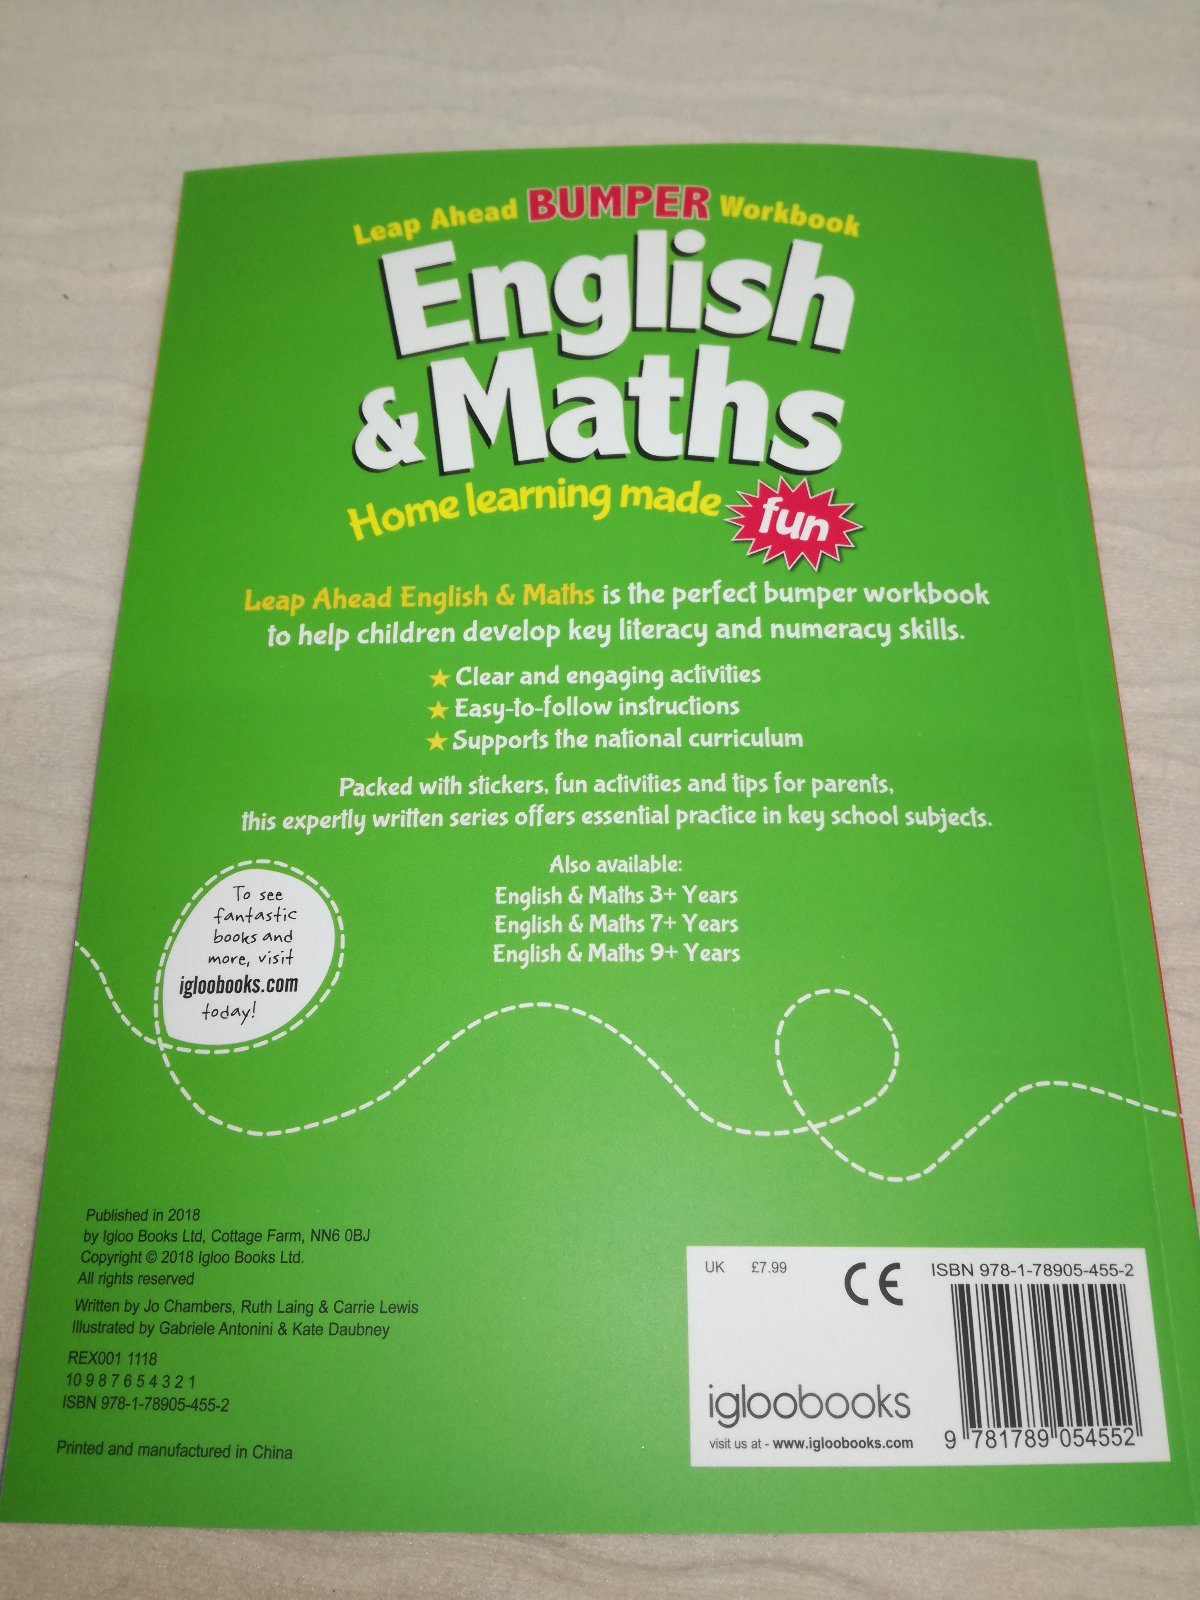 Leap Ahead BUMPER Workbook
English
& Maths
Home learning made fun
Leap Ahead English & Maths is the perfect bumper workbook
to help children develop key literacy and numeracy skills.
Clear and engaging activities
Easy-to-follow instructions
Supports the national curriculum
Packed with stickers, fun activities and tips for parents,
this expertly written series offers essential practice in key school subjects.
Also available:
English & Maths 3+ Years
English & Maths 7+ Years
English & Maths 9+ Years
To see
fantastic
books and
more, visit
igloobooks.com
today!
Published in 2018
by Igloo Books Ltd, Cottage Farm, NN6 0BJ
Copyright © 2018 Igloo Books Ltd.
All rights reserved
Written by Jo Chambers, Ruth Laing & Carrie Lewis
Illustrated by Gabriele Antonini & Kate Daubney
REX001 1118
10 9 8 7 6 5 4 3 2 1
ISBN 978-1-78905-455-2
Printed and manufactured in China
UK £7.99
CE
ISBN 978-1-78905-455-2
igloobooks
visit us at - www.igloobooks.com
9 781789 054552